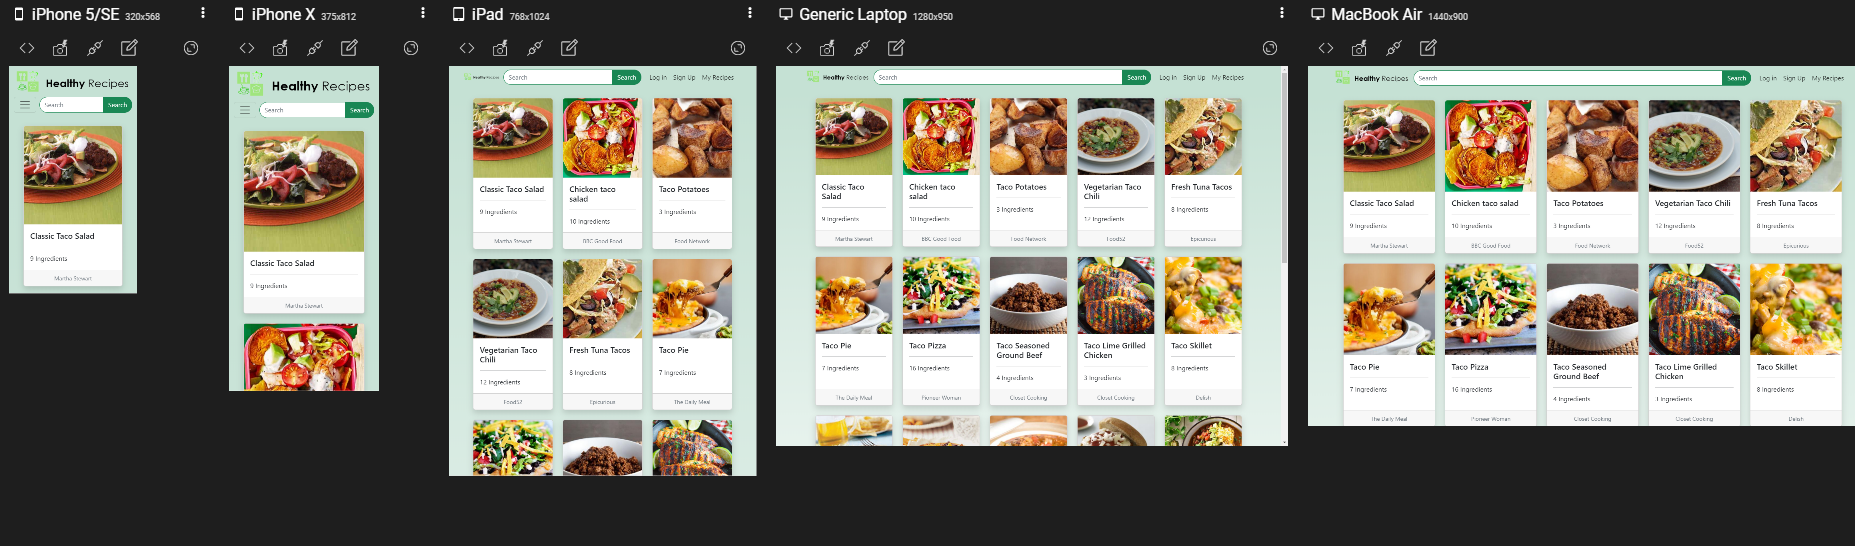 iPhone 5/SE 320x568
Healthy Recipes
Search Search
Classic Taco Salad
9 Ingredients
Martha Stewart
iPhone X 375x812
Healthy Recipes
Search Search
Classic Taco Salad
9 Ingredients
Martha Stewart
iPad 768x1024
Healthy Recipes Search Search Log in Sign Up My Recipes
Classic Taco Salad
9 Ingredients
Martha Stewart
Chicken taco
salad
10 Ingredients
BBC Good Food
Taco Potatoes
3 Ingredients
Food Network
Vegetarian Taco
Chili
12 Ingredients
Food52
Fresh Tuna Tacos
8 Ingredients
Epicurious
Taco Pie
7 Ingredients
The Daily Meal
Generic Laptop 1280x950
Healthy Recipes Search Search Log in Sign Up My Recipes
Classic Taco
Salad
9 Ingredients
Martha Stewart
Chicken taco
salad
10 Ingredients
BBC Good Food
Taco Potatoes
3 Ingredients
Food Network
Vegetarian Taco
Chili
12 Ingredients
Food52
Fresh Tuna Tacos
8 Ingredients
Epicurious
Taco Pie
7 Ingredients
The Daily Meal
Taco Pizza
16 Ingredients
Pioneer Woman
Taco Seasoned
Ground Beef
4 Ingredients
Closet Cooking
Taco Lime Grilled
Chicken
3 Ingredients
Closet Cooking
Taco Skillet
8 Ingredients
Delish
MacBook Air 1440x900
Healthy Recipes Search Search Log in Sign Up My Recipes
Classic Taco Salad
9 Ingredients
Martha Stewart
Chicken taco salad
10 Ingredients
BBC Good Food
Taco Potatoes
3 Ingredients
Food Network
Vegetarian Taco Chili
12 Ingredients
Food52
Fresh Tuna Tacos
8 Ingredients
Epicurious
Taco Pie
7 Ingredients
The Daily Meal
Taco Pizza
16 Ingredients
Pioneer Woman
Taco Seasoned
Ground Beef
4 Ingredients
Closet Cooking
Taco Lime Grilled
Chicken
3 Ingredients
Closet Cooking
Taco Skillet
8 Ingredients
Delish